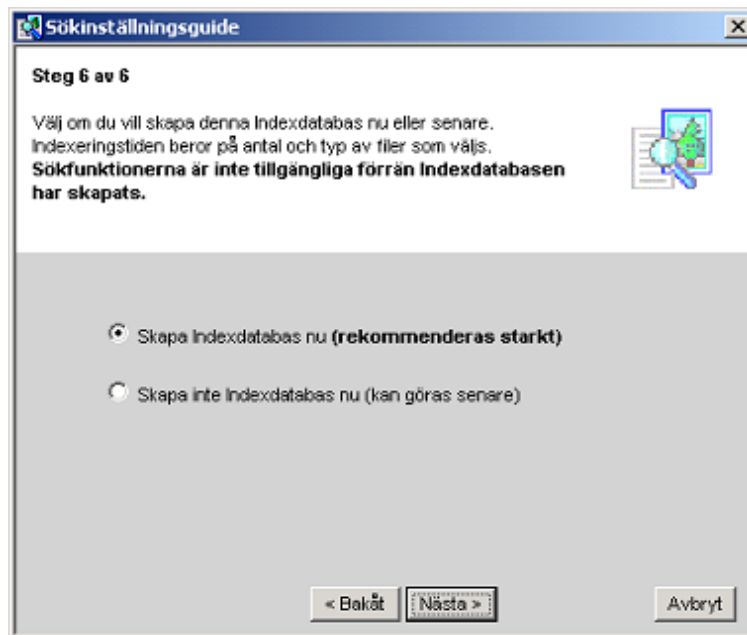 Sökinställningsguide
Steg 6 av 6
Välj om du vill skapa denna Indexdatabas nu eller senare.
Indexeringstiden beror på antal och typ av filer som väljs.
Sökfunktionerna är inte tillgängliga förrän Indexdatabasen
har skapats.
Skapa Indexdatabas nu (rekommenderas starkt)
Skapa inte Indexdatabas nu (kan göras senare)
< Bakåt
Nästa >
Avbryt